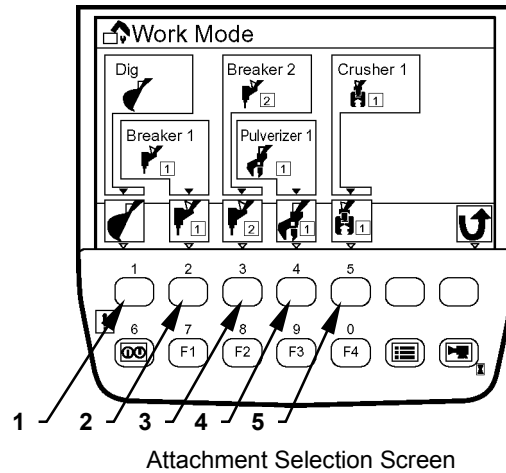 Work Mode
Dig
Breaker 2
Crusher 1
2
1
Breaker 1
Pulverizer 1
1
1
1
2
1
1
1 2 3 4 5
6 7 8 9 0
F1 F2 F3 F4
1 2 3 4 5
Attachment Selection Screen